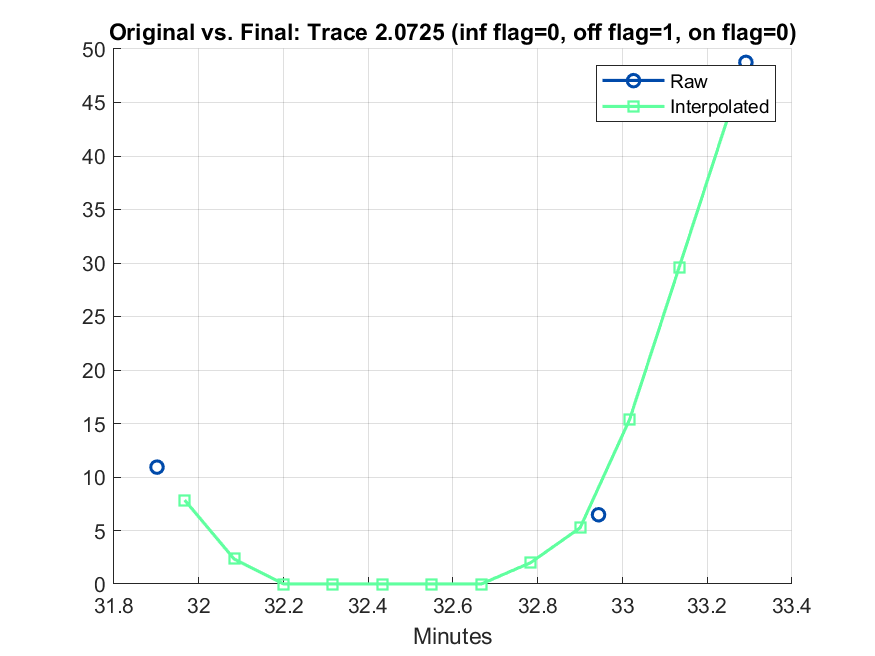 Original vs. Final: Trace 2.0725 (inf flag=0, off flag=1, on flag=0)
50
45
40
35
30
25
20
15
10
5
0
Raw
Interpolated
31.8 32 32.2 32.4 32.6 32.8 33 33.2 33.4
Minutes